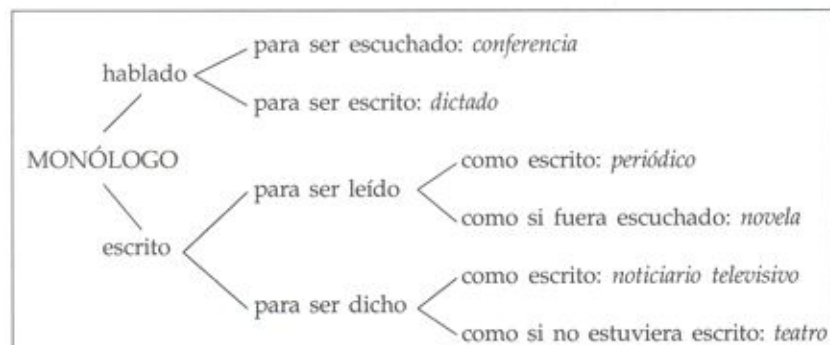 para ser escuchado: conferencia
hablado
para ser escrito: dictado
MONÓLOGO
como escrito: periódico
para ser leído
como si fuera escuchado: novela
escrito
como escrito: noticiario televisivo
para ser dicho
como si no estuviera escrito: teatro